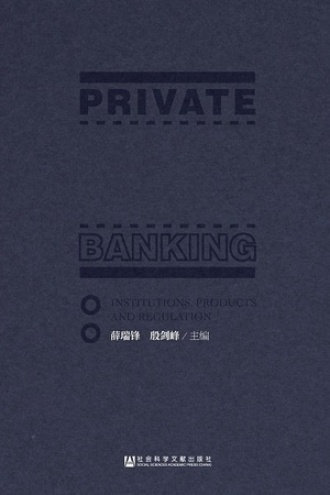 PRIVATE
BANKING
INSTITUTIONS, PRODUCTS
AND REGULATION
薛瑞锋 殷剑峰 / 主编
社会科学文献出版社
SOCIAL SCIENCES ACADEMIC PRESS (CHINA)